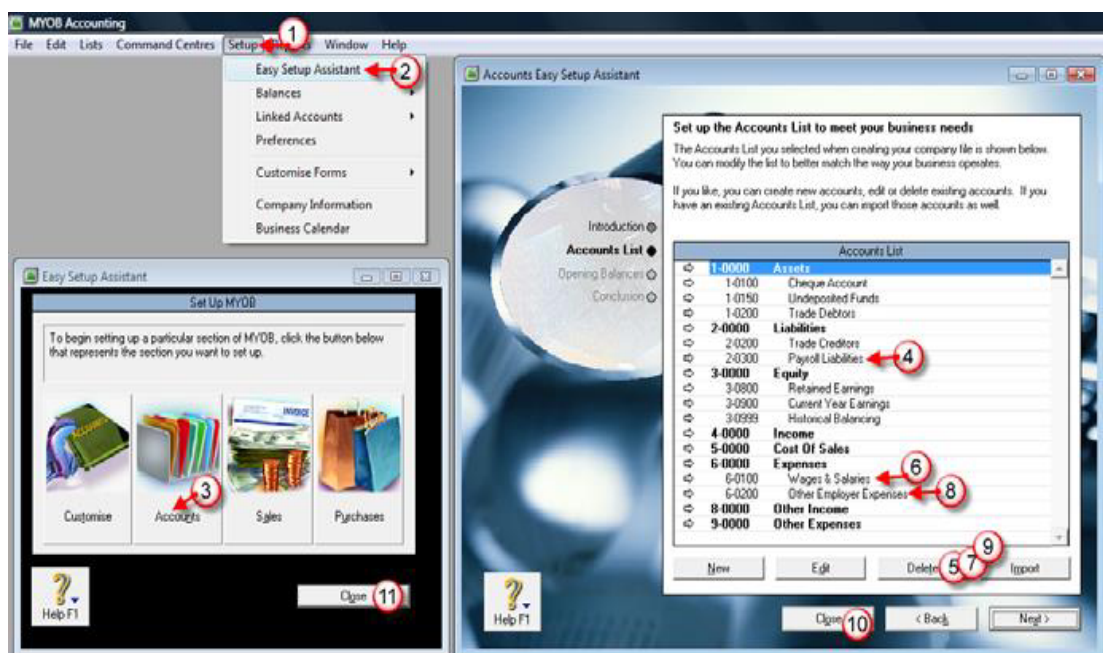 MYOB Accounting
File Edit Lists Command Centres Setup Window Help
1
Easy Setup Assistant 2
Balances
Linked Accounts
Preferences
Customise Forms
Company Information
Business Calendar
Easy Setup Assistant
Set Up MYOB
To begin setting up a particular section of MYOB, click the button below
that represents the section you want to set up.
ACCOUNTS
INVOICE
3
Customise Accounts Sales Purchases
Help F1
Close 11
Accounts Easy Setup Assistant
Introduction
Accounts List
Opening Balances
Conclusion
Set up the Accounts List to meet your business needs
The Accounts List you selected when creating your company file is shown below.
You can modify the list to better match the way your business operates.
If you like, you can create new accounts, edit or delete existing accounts. If you
have an existing Accounts List, you can import those accounts as well.
Accounts List
1-0000 Assets
1-0100 Cheque Account
1-0150 Undeposited Funds
1-0200 Trade Debtors
2-0000 Liabilities
2-0200 Trade Creditors
2-0300 Payroll Liabilities 4
3-0000 Equity
3-0800 Retained Earnings
3-0900 Current Year Earnings
3-0999 Historical Balancing
4-0000 Income
5-0000 Cost Of Sales
6-0000 Expenses
6-0100 Wages & Salaries 6
6-0200 Other Employer Expenses 8
8-0000 Other Income
9-0000 Other Expenses
New Edit Delete 5 7 9 Import
Help F1
Close 10 < Back Next >